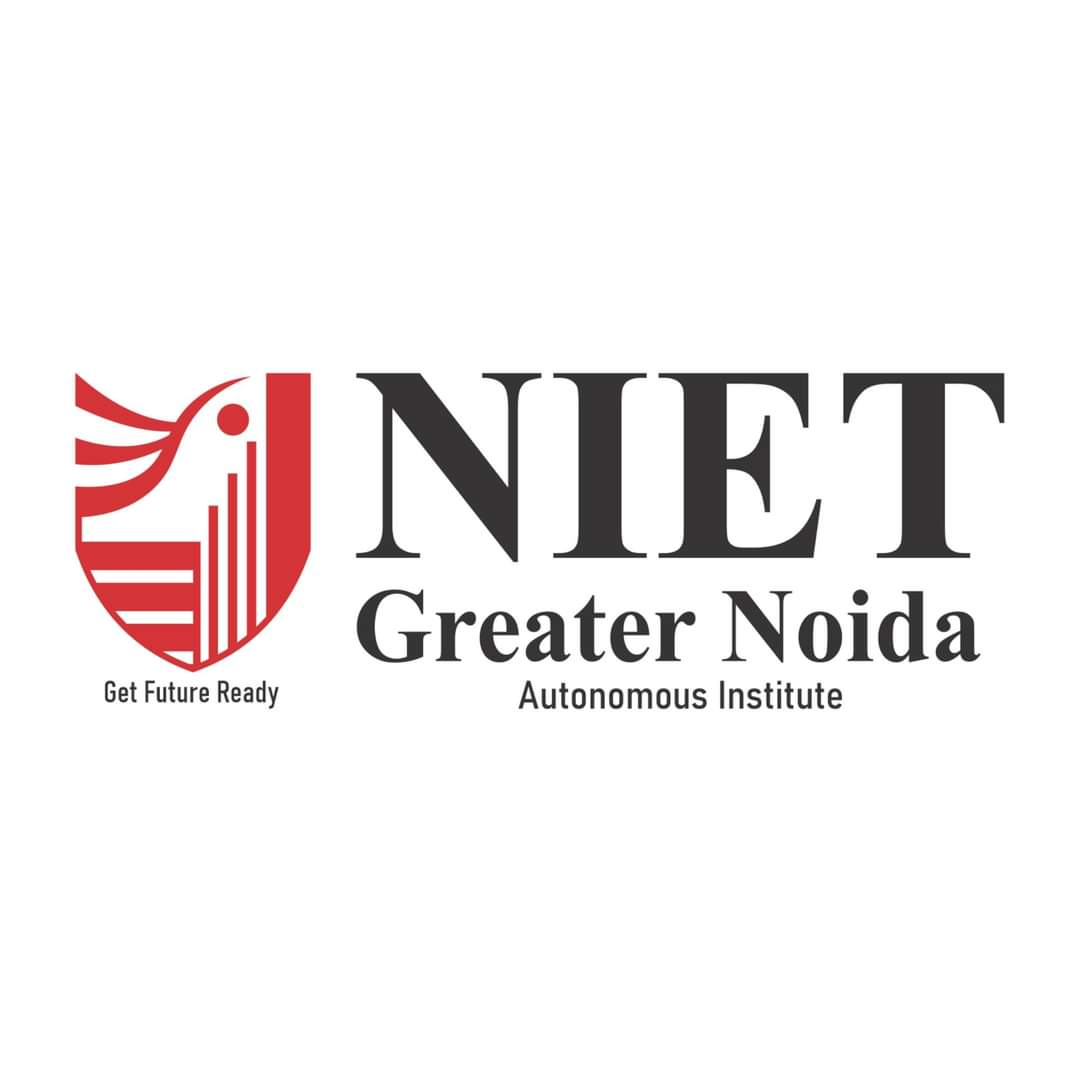 NIET
Greater Noida
Autonomous Institute
Get Future Ready